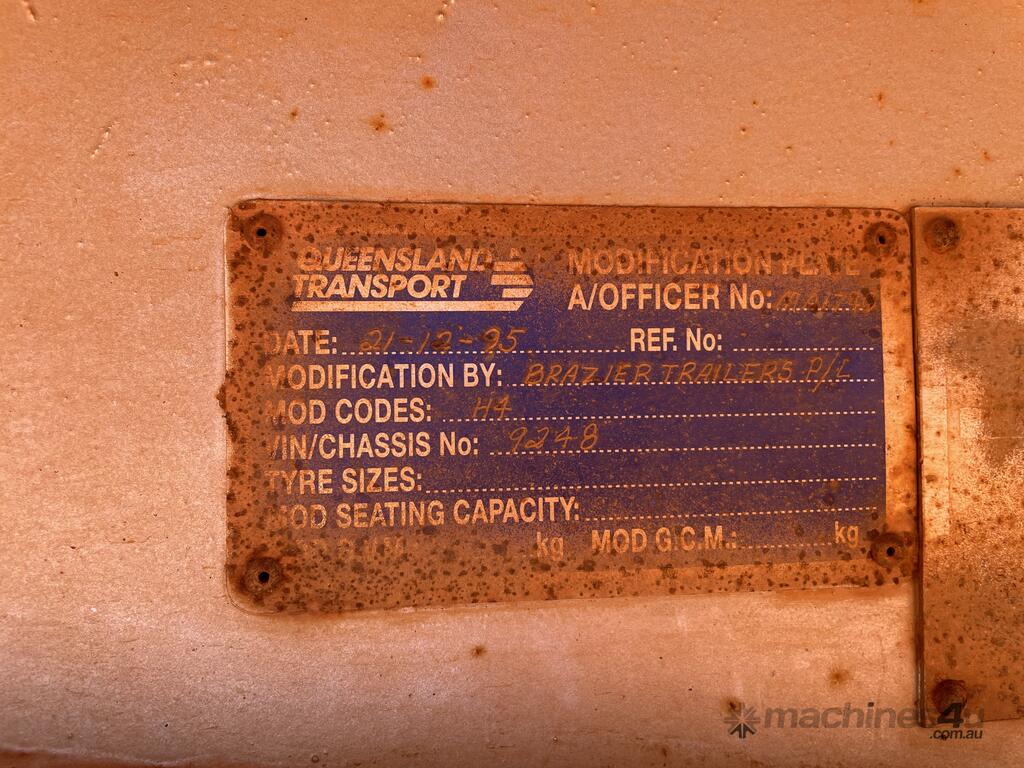 QUEENSLAND TRANSPORT
MODIFICATION PLATE
A/OFFICER No:
DATE: 21-12-95 REF. No:
MODIFICATION BY: BRAZIER TRAILERS P/L
MOD CODES: H4
VIN/CHASSIS No: 9248
TYRE SIZES:
MOD SEATING CAPACITY:
kg MOD G.C.M.: kg
machines4u
.com.au